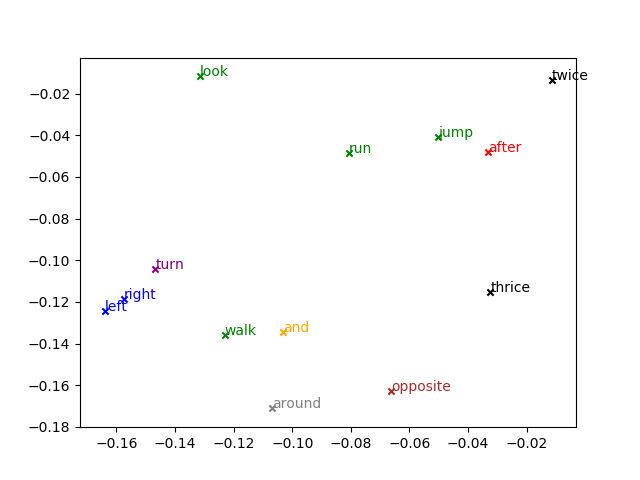 look
twice
jump
run
after
turn
right
left
thrice
walk
and
opposite
around
−0.02
−0.04
−0.06
−0.08
−0.10
−0.12
−0.14
−0.16
−0.18
−0.16 −0.14 −0.12 −0.10 −0.08 −0.06 −0.04 −0.02